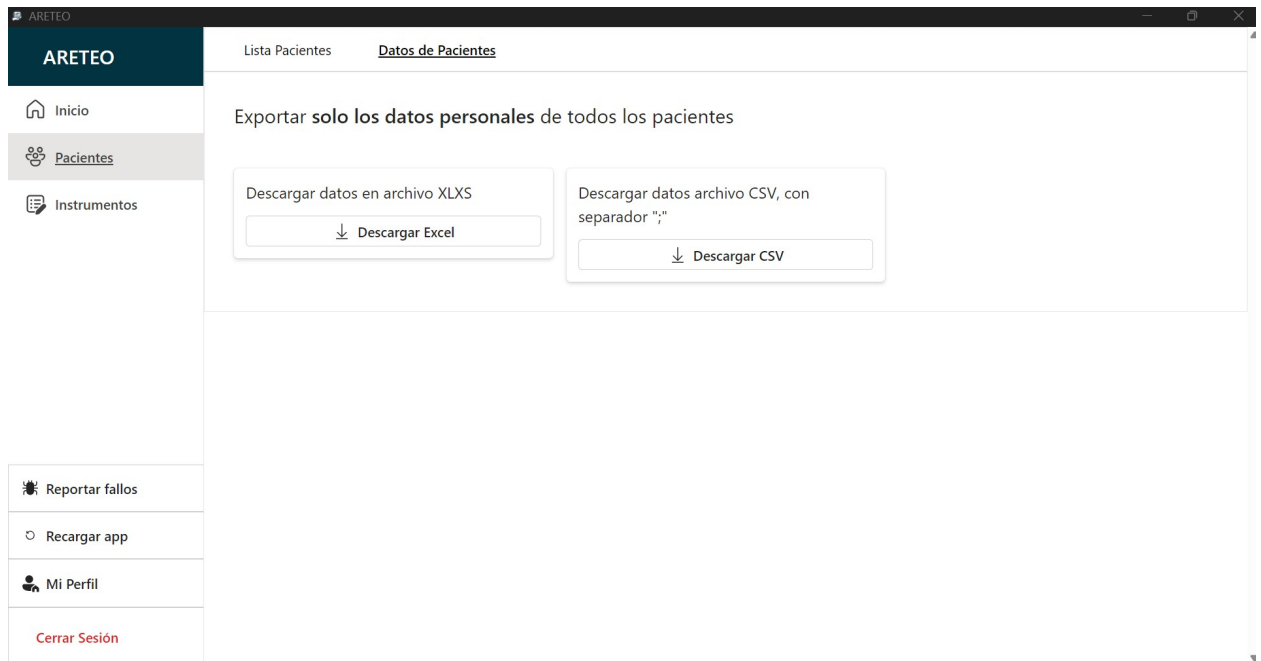 ARETEO
ARETEO
Inicio
Pacientes
Instrumentos
Reportar fallos
Recargar app
Mi Perfil
Cerrar Sesión
Lista Pacientes
Datos de Pacientes
Exportar solo los datos personales de todos los pacientes
Descargar datos en archivo XLXS
Descargar Excel
Descargar datos archivo CSV, con
separador ";"
Descargar CSV